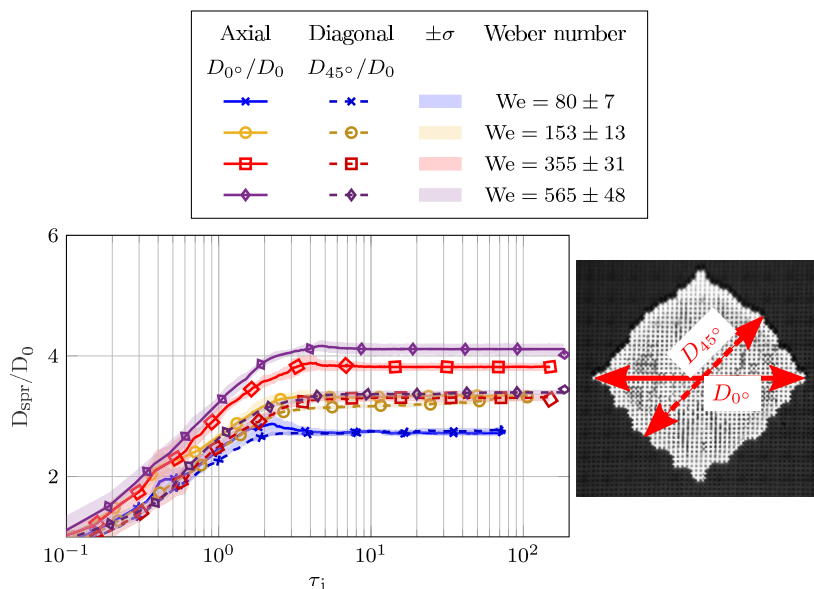 Axial Diagonal ±σ Weber number
D0°/D0 D45°/D0
We = 80 ± 7
We = 153 ± 13
We = 355 ± 31
We = 565 ± 48
6
4
2
Dspr/D0
10⁻¹ 10⁰ 10¹ 10²
τi
D45°
D0°